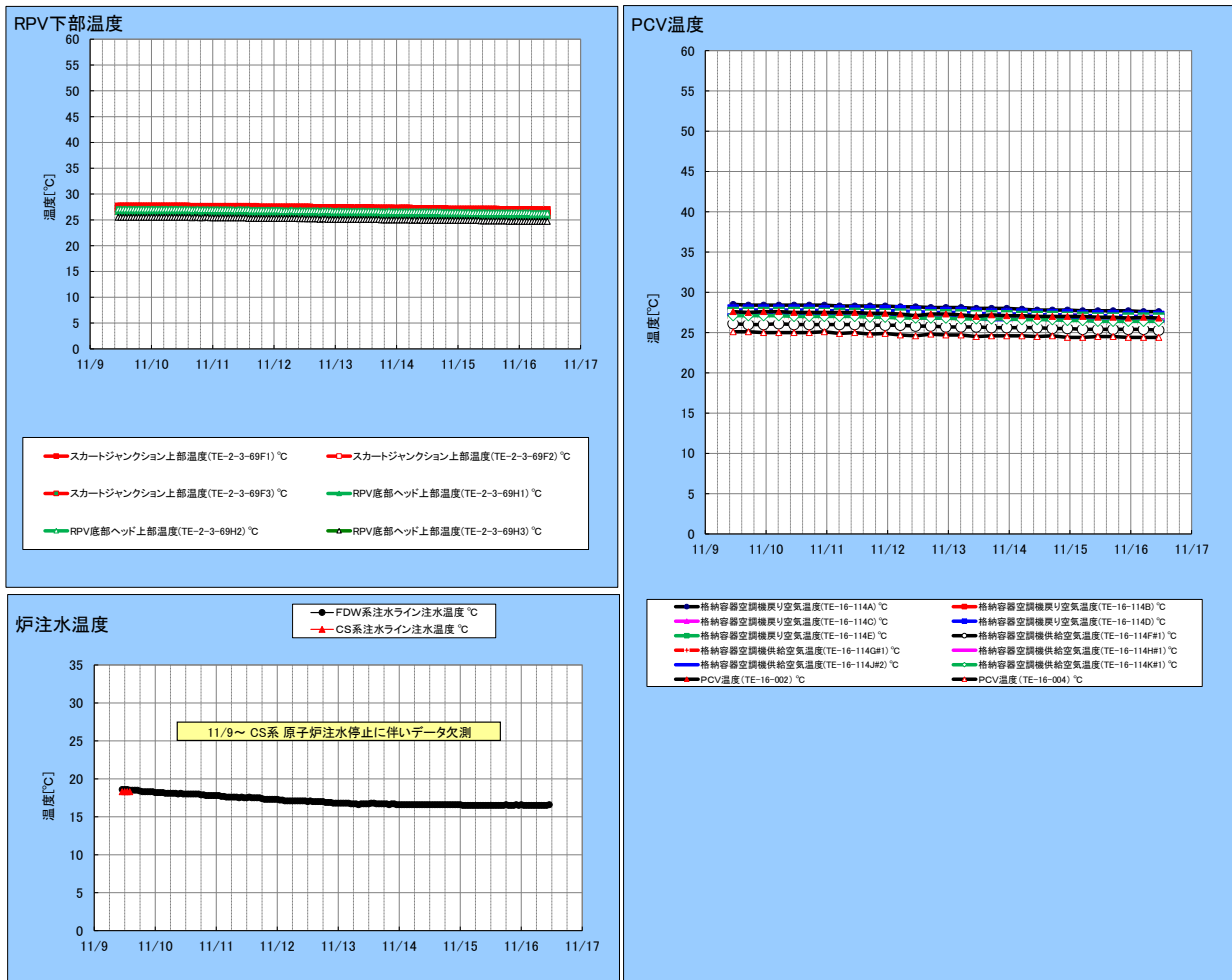 RPV下部温度
60
55
50
45
40
35
30
25
20
15
10
5
0
温度[℃]
11/9 11/10 11/11 11/12 11/13 11/14 11/15 11/16 11/17
スカートジャンクション上部温度(TE-2-3-69F1) ℃ スカートジャンクション上部温度(TE-2-3-69F2) ℃
スカートジャンクション上部温度(TE-2-3-69F3) ℃ RPV底部ヘッド上部温度(TE-2-3-69H1) ℃
RPV底部ヘッド上部温度(TE-2-3-69H2) ℃ RPV底部ヘッド上部温度(TE-2-3-69H3) ℃
炉注水温度
FDW系注水ライン注水温度 ℃
CS系注水ライン注水温度 ℃
35
30
25
20
15
10
5
0
温度[℃]
11/9～ CS系 原子炉注水停止に伴いデータ欠測
11/9 11/10 11/11 11/12 11/13 11/14 11/15 11/16 11/17
PCV温度
60
55
50
45
40
35
30
25
20
15
10
5
0
温度[℃]
11/9 11/10 11/11 11/12 11/13 11/14 11/15 11/16 11/17
格納容器空調機戻り空気温度(TE-16-114A) ℃ 格納容器空調機戻り空気温度(TE-16-114B) ℃
格納容器空調機戻り空気温度(TE-16-114C) ℃ 格納容器空調機戻り空気温度(TE-16-114D) ℃
格納容器空調機戻り空気温度(TE-16-114E) ℃ 格納容器空調機供給空気温度(TE-16-114F#1) ℃
格納容器空調機供給空気温度(TE-16-114G#1) ℃ 格納容器空調機供給空気温度(TE-16-114H#1) ℃
格納容器空調機供給空気温度(TE-16-114J#2) ℃ 格納容器空調機供給空気温度(TE-16-114K#1) ℃
PCV温度(TE-16-002) ℃ PCV温度(TE-16-004) ℃